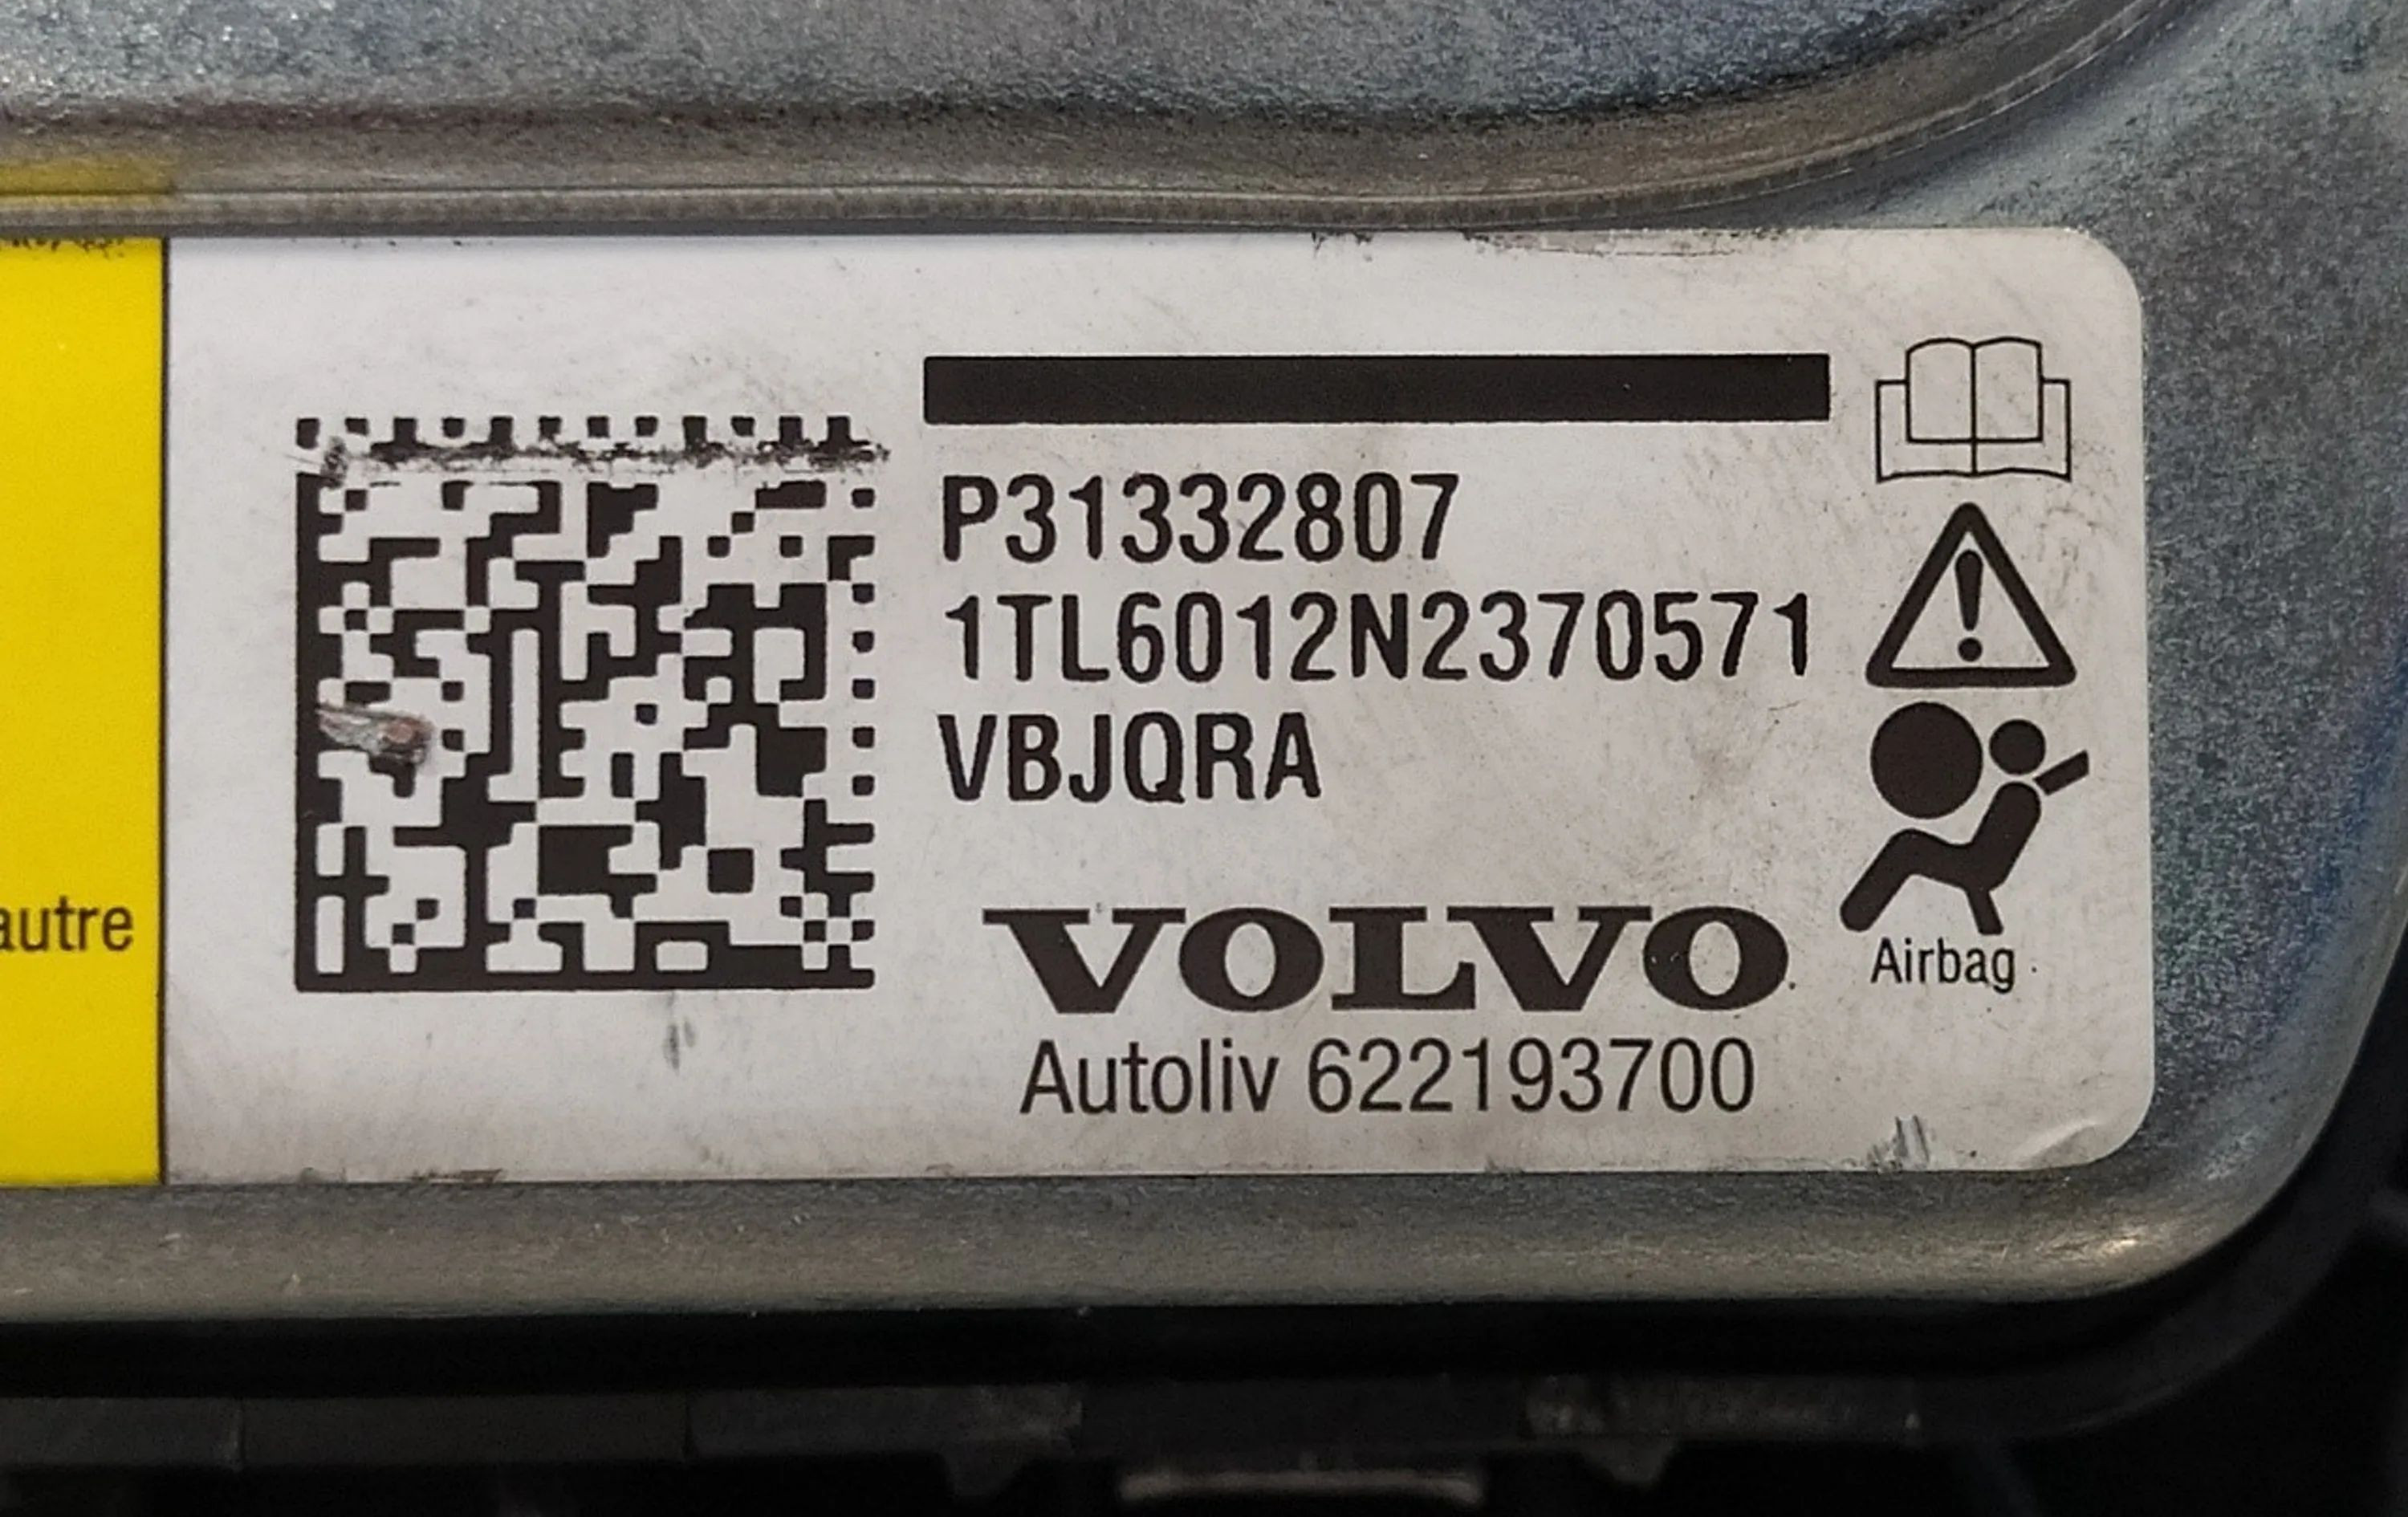 P31332807
1TL6012N2370571
VBJQRA
VOLVO
Autoliv 622193700
Airbag
autre